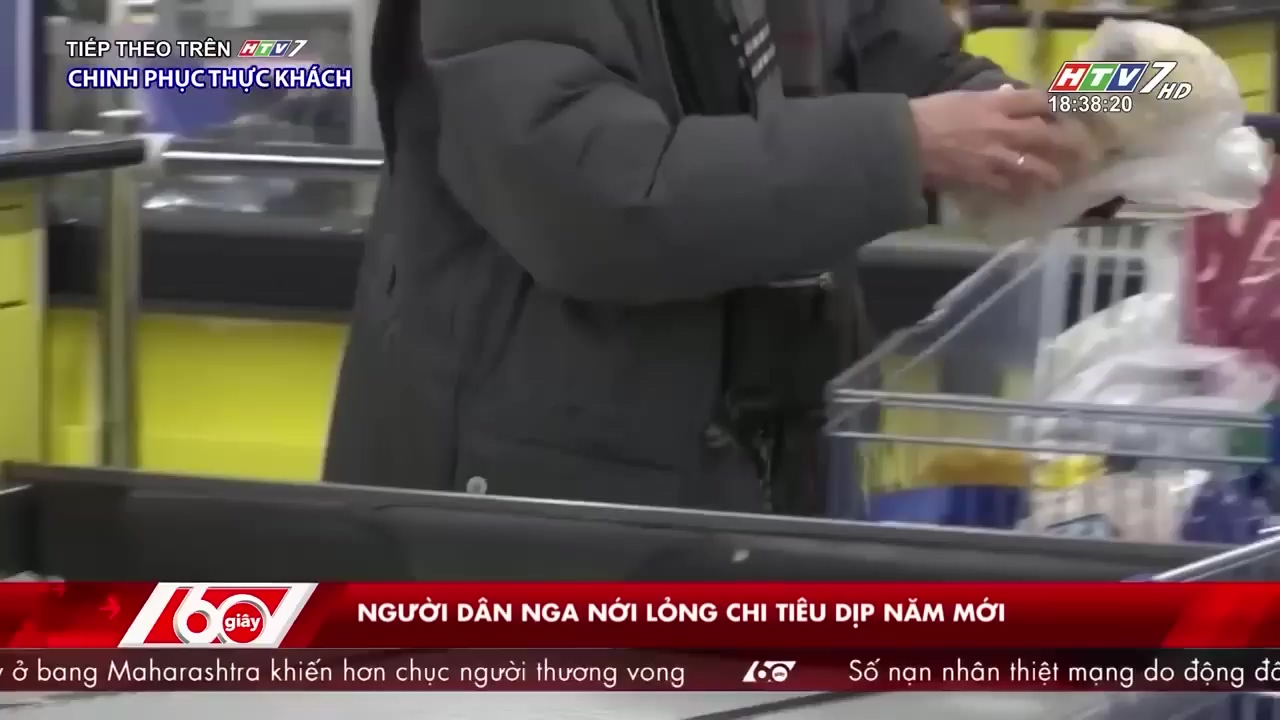 TIẾP THEO TRÊN HTV7
CHINH PHỤC THỰC KHÁCH
HTV7 HD
18:38:20
60 giây
NGƯỜI DÂN NGA NỚI LỎNG CHI TIÊU DỊP NĂM MỚI
ở bang Maharashtra khiến hơn chục người thương vong 60 giây Số nạn nhân thiệt mạng do động